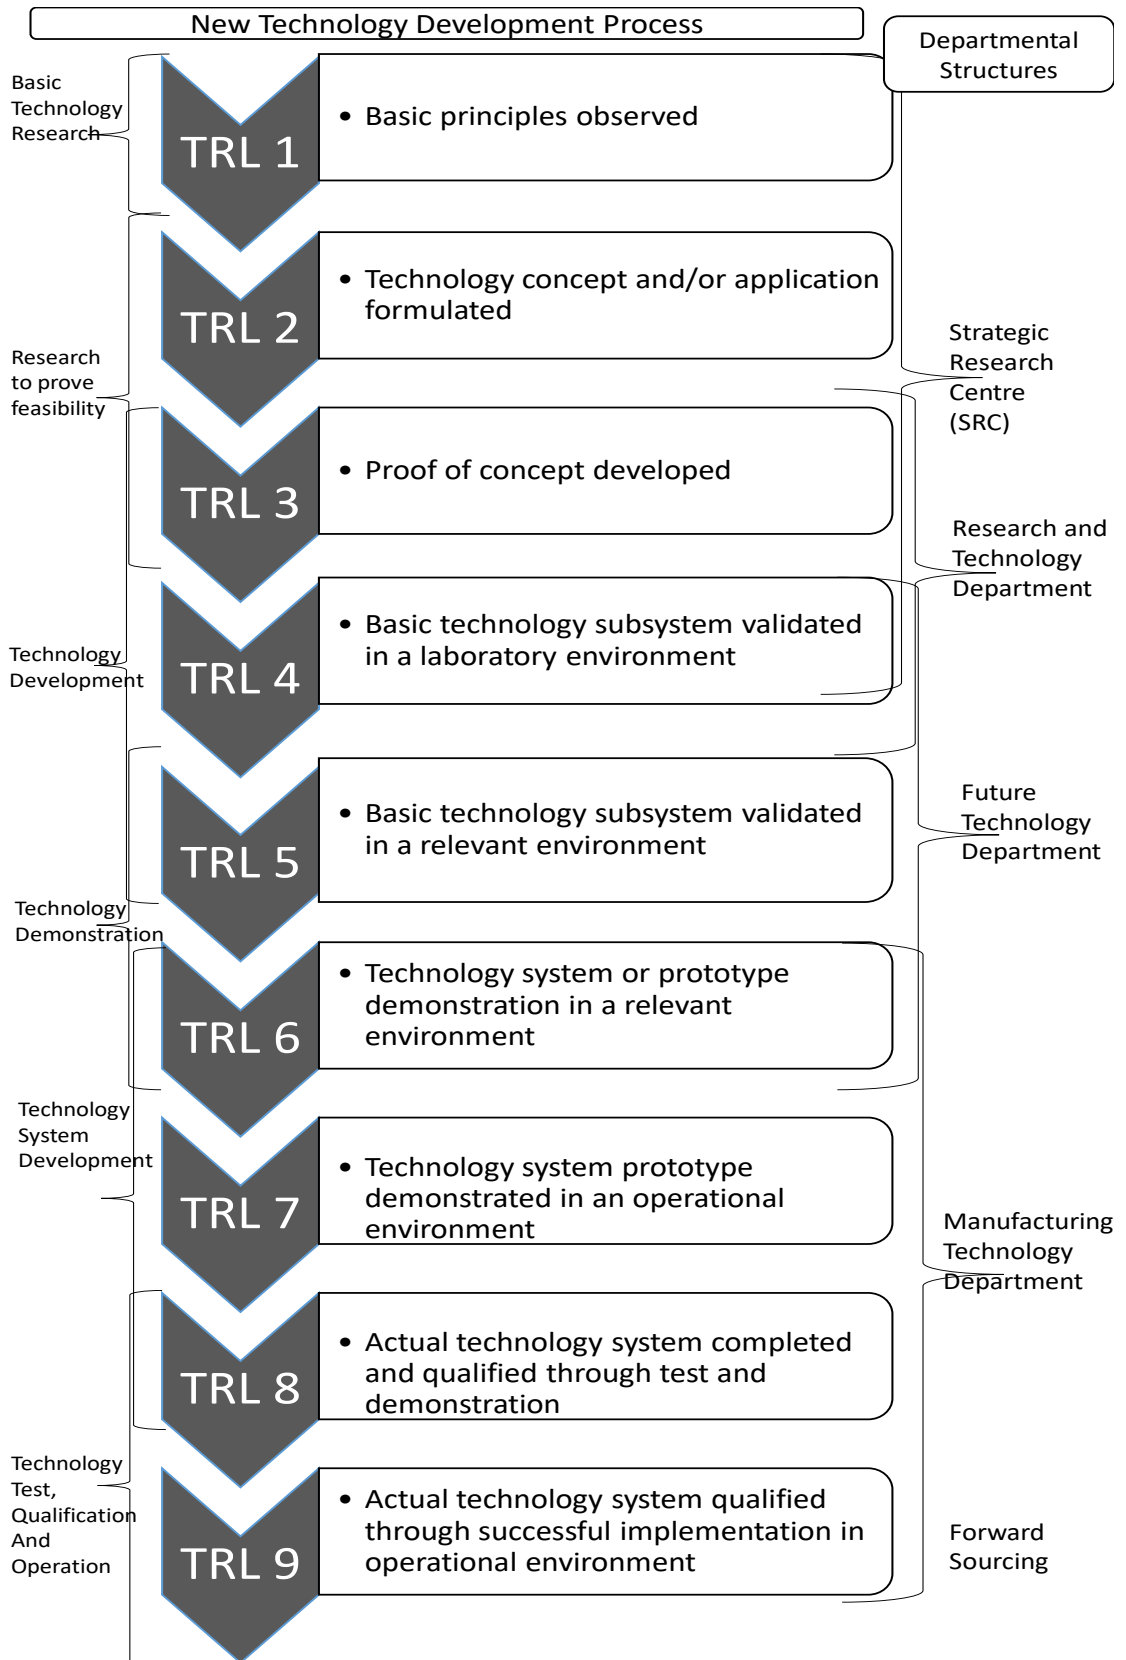 New Technology Development Process
Departmental
Structures
Basic
Technology
Research
TRL 1
• Basic principles observed
TRL 2
• Technology concept and/or application
formulated
Strategic
Research
Centre
(SRC)
Research
to prove
feasibility
TRL 3
• Proof of concept developed
Research and
Technology
Department
TRL 4
• Basic technology subsystem validated
in a laboratory environment
Technology
Development
TRL 5
• Basic technology subsystem validated
in a relevant environment
Future
Technology
Department
Technology
Demonstration
TRL 6
• Technology system or prototype
demonstration in a relevant
environment
Technology
System
Development
TRL 7
• Technology system prototype
demonstrated in an operational
environment
Manufacturing
Technology
Department
TRL 8
• Actual technology system completed
and qualified through test and
demonstration
Technology
Test,
Qualification
And
Operation
TRL 9
• Actual technology system qualified
through successful implementation in
operational environment
Forward
Sourcing